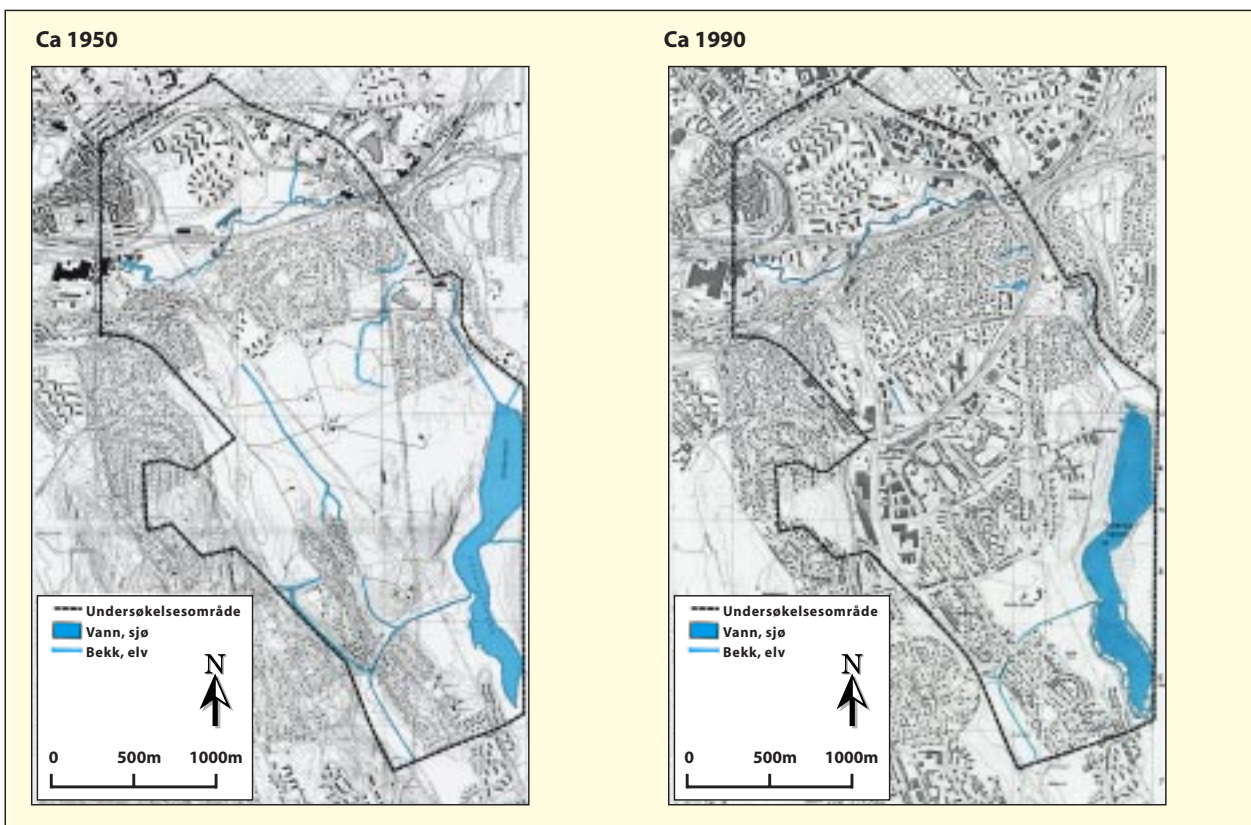 Ca 1950
Undersøkelsesområde
Vann, sjø
Bekk, elv
N
0 500m 1000m
Ca 1990
Undersøkelsesområde
Vann, sjø
Bekk, elv
N
0 500m 1000m